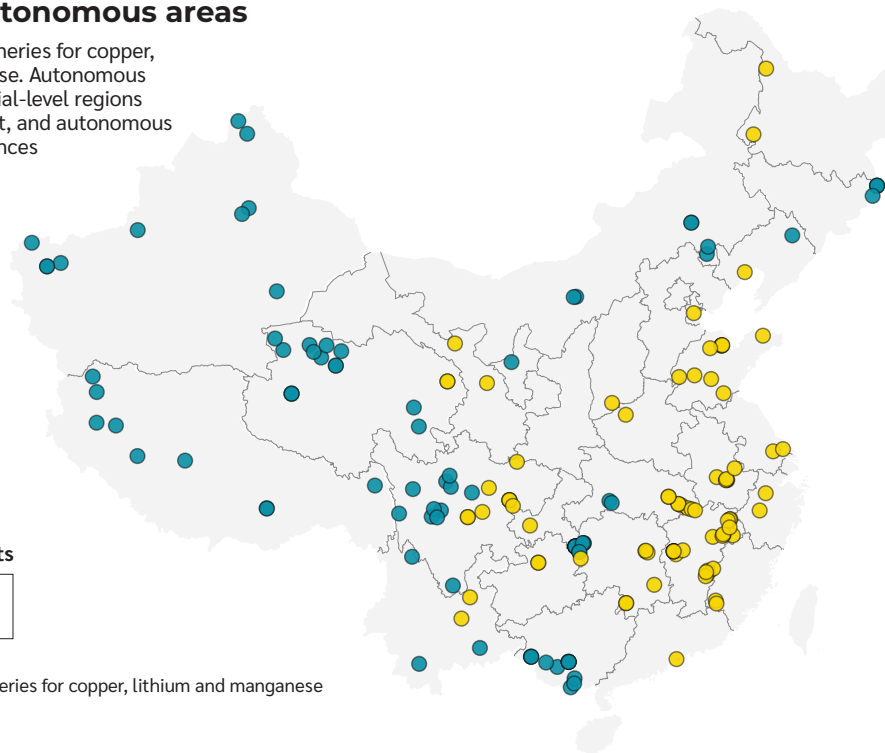 tonomous areas
neries for copper,
se. Autonomous
ial-level regions
t, and autonomous
nces
ts
eries for copper, lithium and manganese